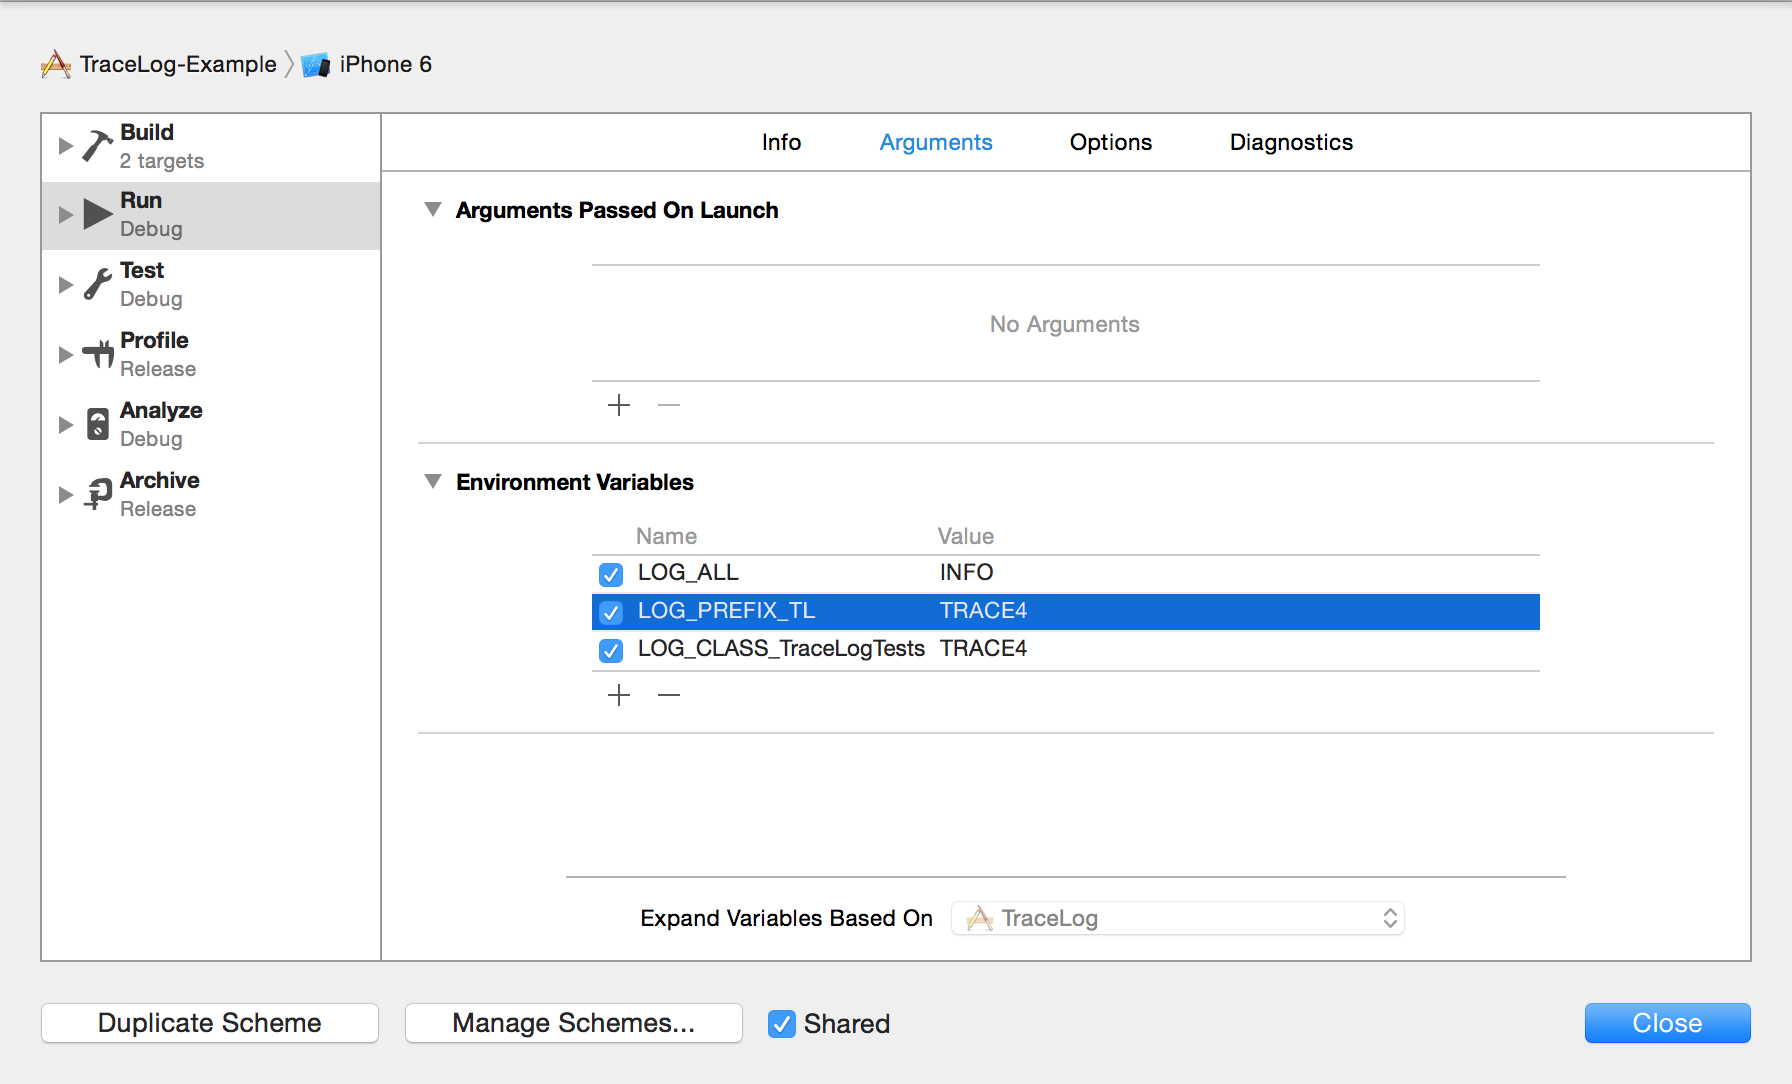 TraceLog-Example 〉 iPhone 6
Build
2 targets
Run
Debug
Test
Debug
Profile
Release
Analyze
Debug
Archive
Release
Info Arguments Options Diagnostics
Arguments Passed On Launch
No Arguments
Environment Variables
Name Value
LOG_ALL INFO
LOG_PREFIX_TL TRACE4
LOG_CLASS_TraceLogTests TRACE4
Expand Variables Based On TraceLog
Duplicate Scheme Manage Schemes... Shared Close